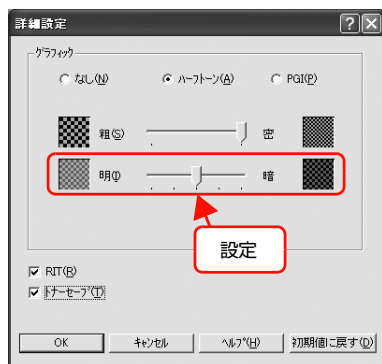 詳細設定
グラフィック
なし(N) ハーフトーン(A) PGI(P)
粗(S) 密
明(I) 暗
設定
RIT(R)
トナーセーブ(T)
OK キャンセル ヘルプ(H) 初期値に戻す(D)